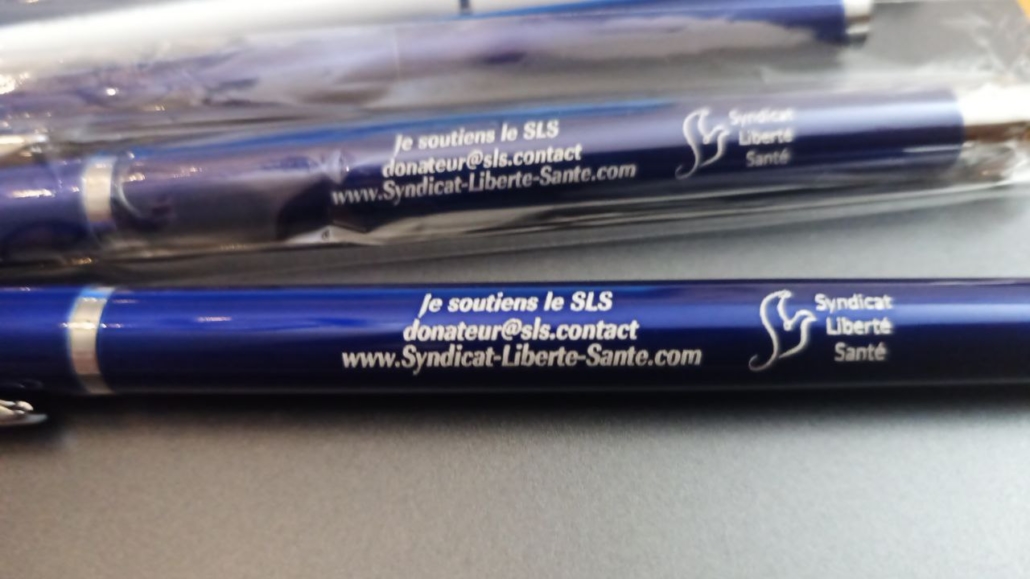 Je soutiens le SLS
donateur@sls.contact
www.Syndicat-Liberte-Sante.com
Syndicat
Liberté
Santé
Je soutiens le SLS
donateur@sls.contact
www.Syndicat-Liberte-Sante.com
Syndicat
Liberté
Santé